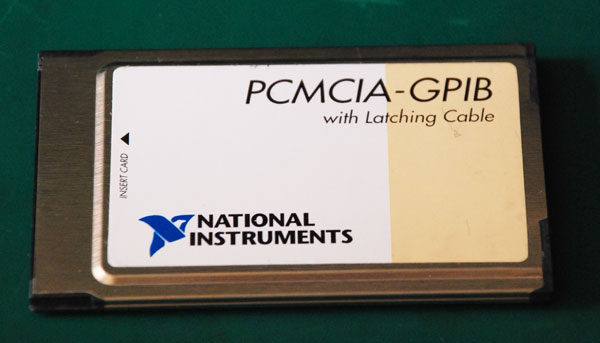 PCMCIA-GPIB
with Latching Cable
INSERT CARD
NATIONAL
INSTRUMENTS